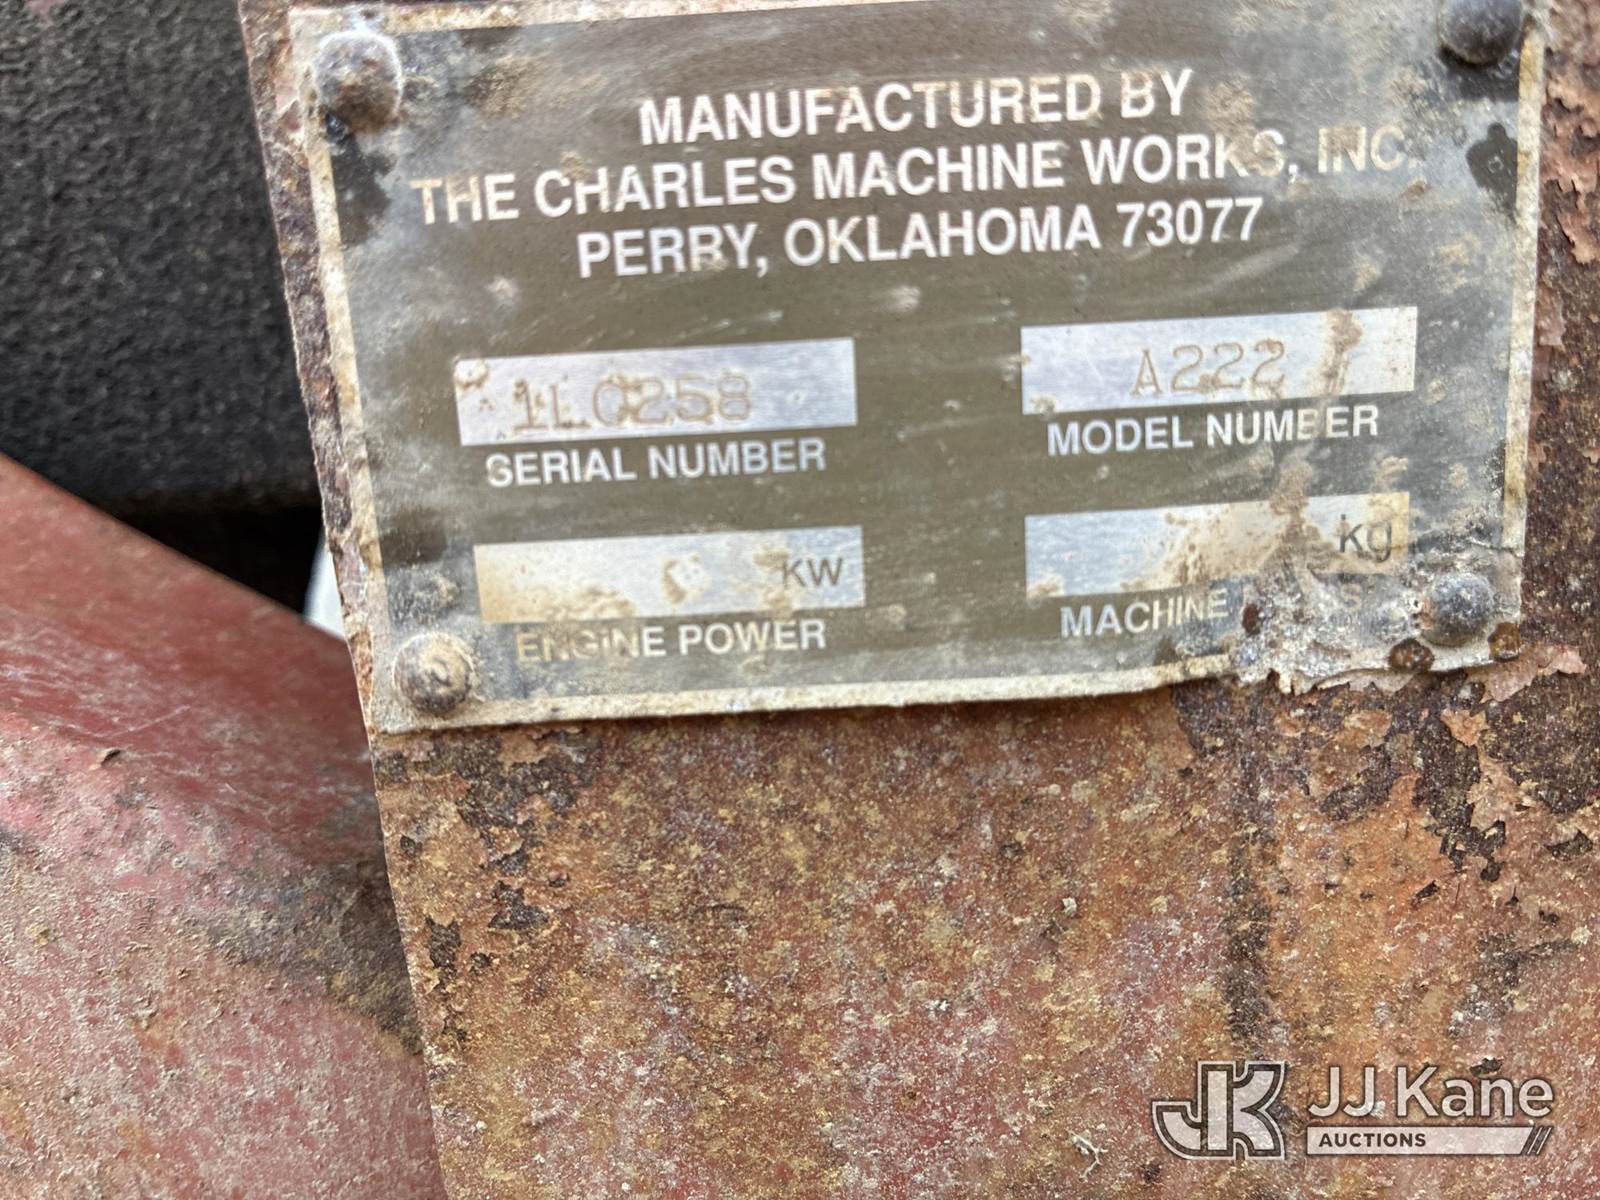 MANUFACTURED BY
THE CHARLES MACHINE WORKS, INC.
PERRY, OKLAHOMA 73077
1L0258 A222
SERIAL NUMBER MODEL NUMBER
KW kg
ENGINE POWER MACHINE
JK JJ Kane
AUCTIONS